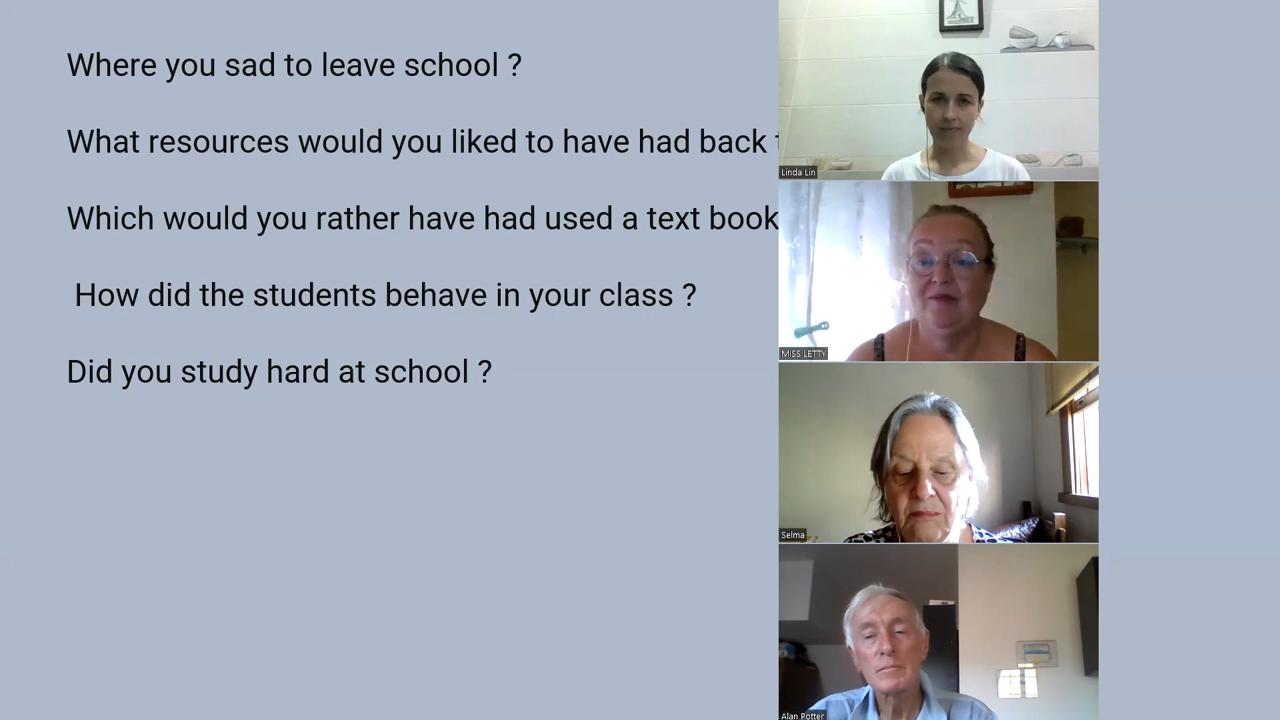 Where you sad to leave school ?
What resources would you liked to have had back
Which would you rather have had used a text book
How did the students behave in your class ?
Did you study hard at school ?
Linda Lin
MISS LETTY
Selma
Alan Potter